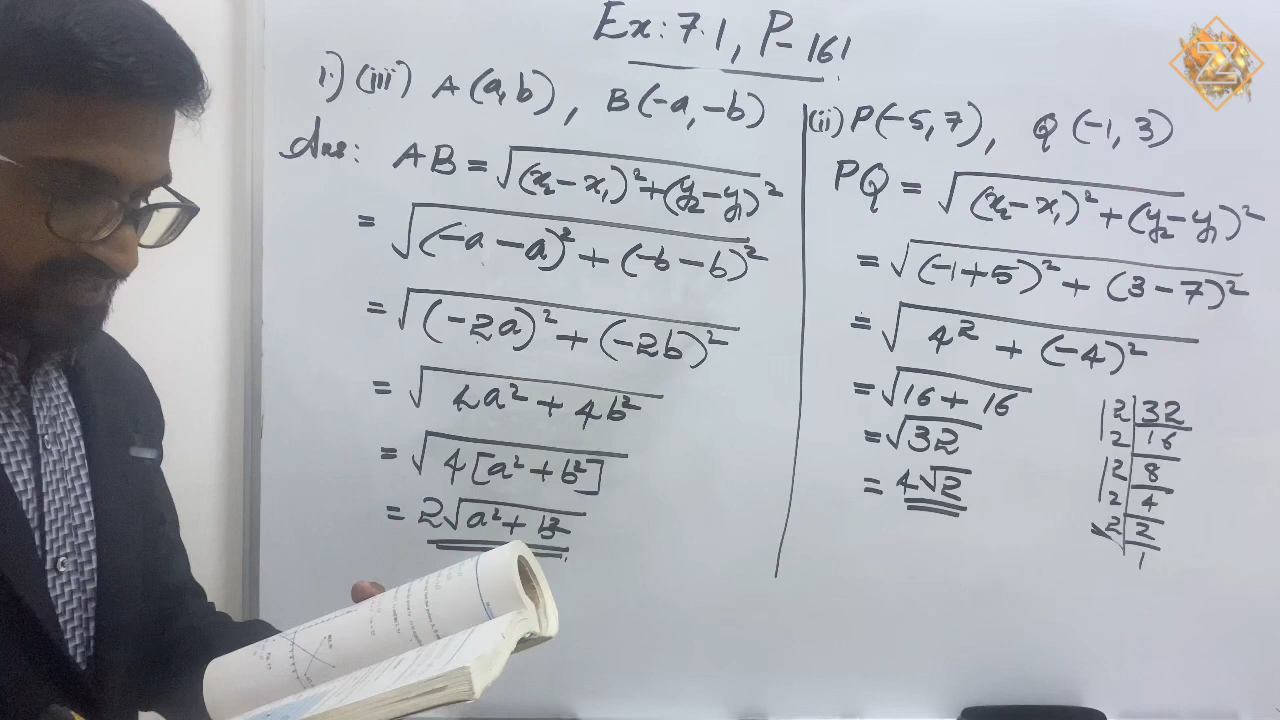 Ex: 7.1, P-161
1.) (iii) A(a,b), B(-a,-b)
Ans: AB = √(x₂-x₁)²+(y₂-y₁)²
= √(-a-a)²+(-b-b)²
= √(-2a)²+(-2b)²
= √4a²+4b²
= √4[a²+b²]
= 2√a²+b²
(ii) P(-5,7), Q(-1,3)
PQ = √(x₂-x₁)²+(y₂-y₁)²
= √(-1+5)²+(3-7)²
= √4²+(-4)²
= √16+16
= √32
= 4√2
2|32
2|16
2|8
2|4
2|2
1
Z